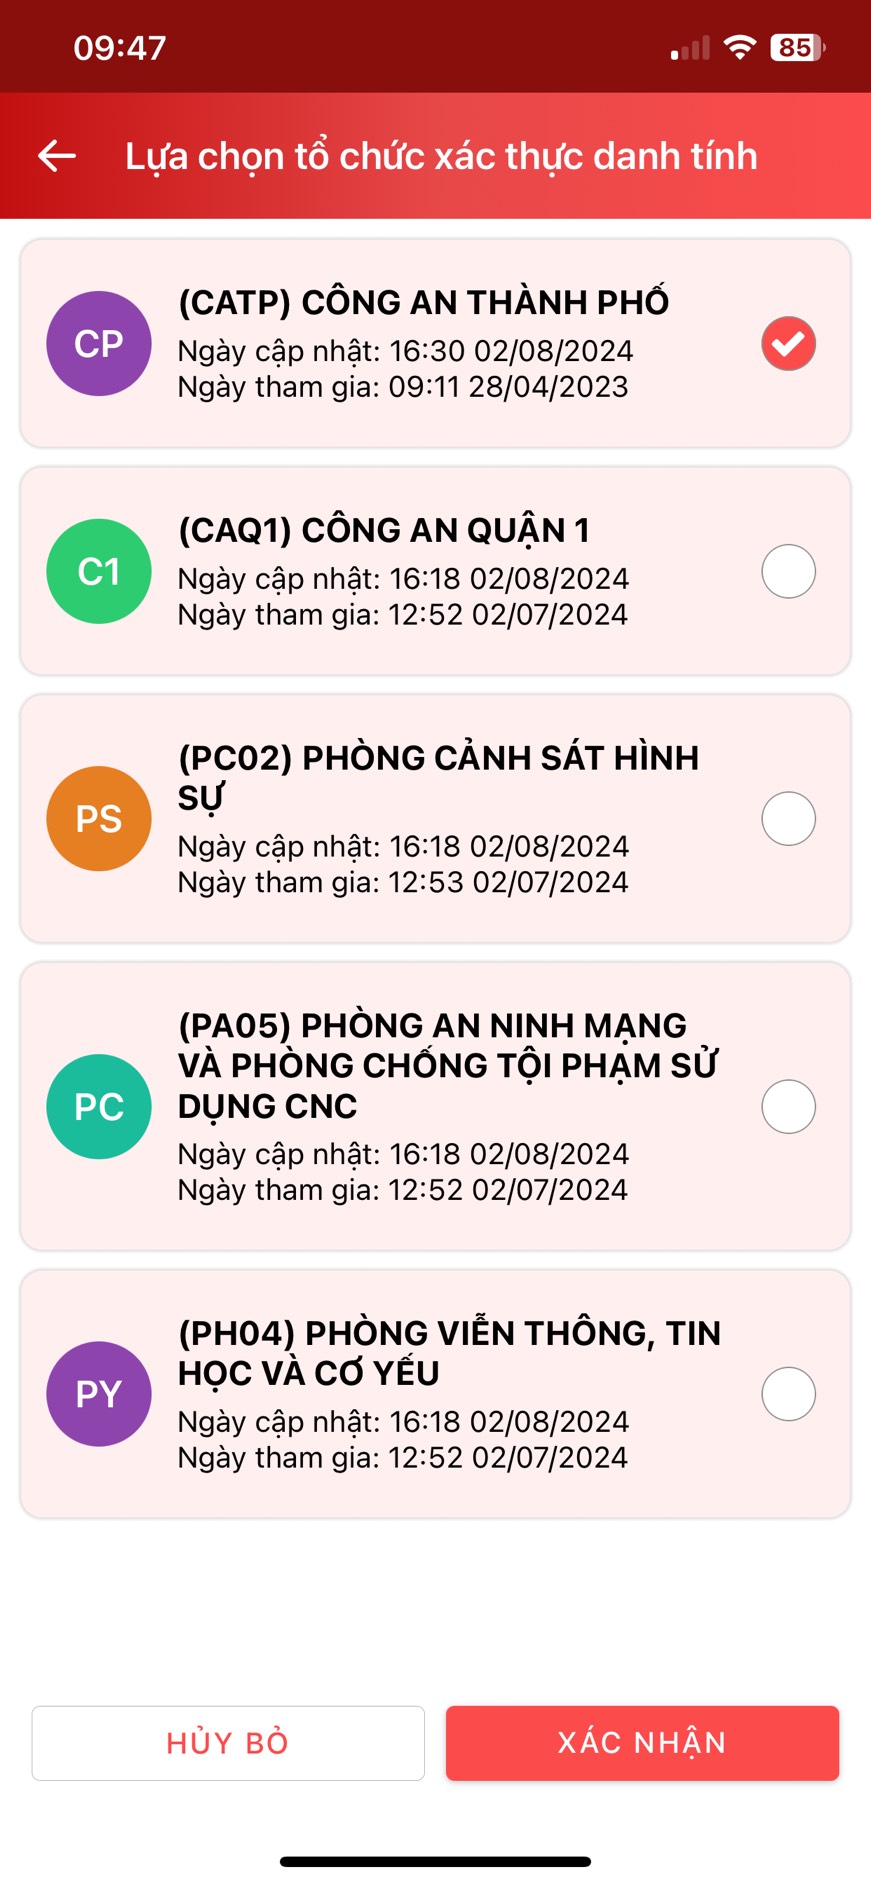 09:47
85
Lựa chọn tổ chức xác thực danh tính
CP
(CATP) CÔNG AN THÀNH PHỐ
Ngày cập nhật: 16:30 02/08/2024
Ngày tham gia: 09:11 28/04/2023
C1
(CAQ1) CÔNG AN QUẬN 1
Ngày cập nhật: 16:18 02/08/2024
Ngày tham gia: 12:52 02/07/2024
PS
(PC02) PHÒNG CẢNH SÁT HÌNH
SỰ
Ngày cập nhật: 16:18 02/08/2024
Ngày tham gia: 12:53 02/07/2024
PC
(PA05) PHÒNG AN NINH MẠNG
VÀ PHÒNG CHỐNG TỘI PHẠM SỬ
DỤNG CNC
Ngày cập nhật: 16:18 02/08/2024
Ngày tham gia: 12:52 02/07/2024
PY
(PH04) PHÒNG VIỄN THÔNG, TIN
HỌC VÀ CƠ YẾU
Ngày cập nhật: 16:18 02/08/2024
Ngày tham gia: 12:52 02/07/2024
HỦY BỎ
XÁC NHẬN